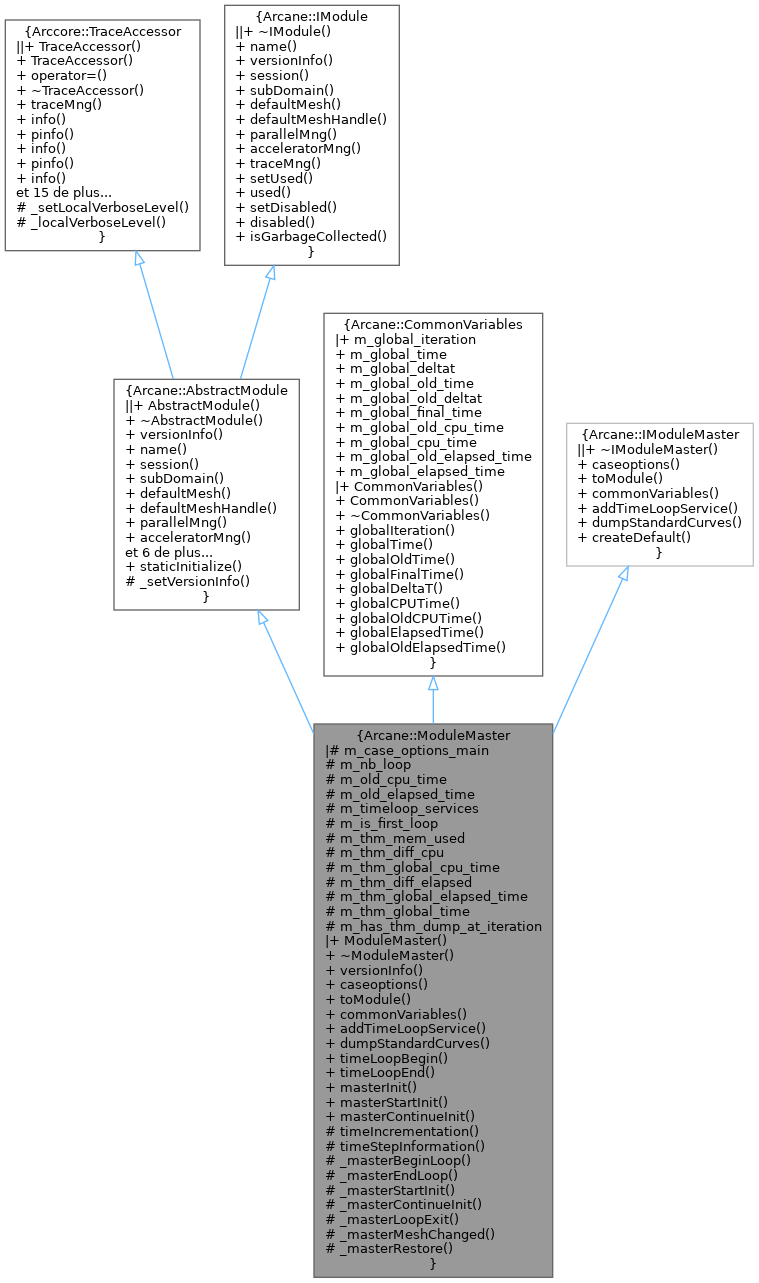 {Arccore::TraceAccessor
||+ TraceAccessor()
+ TraceAccessor()
+ operator=()
+ ~TraceAccessor()
+ traceMng()
+ info()
+ pinfo()
+ info()
+ pinfo()
+ info()
et 15 de plus...
# _setLocalVerboseLevel()
# _localVerboseLevel()
}
{Arcane::IModule
||+ ~IModule()
+ name()
+ versionInfo()
+ session()
+ subDomain()
+ defaultMesh()
+ defaultMeshHandle()
+ parallelMng()
+ acceleratorMng()
+ traceMng()
+ setUsed()
+ used()
+ setDisabled()
+ disabled()
+ isGarbageCollected()
}
{Arcane::AbstractModule
||+ AbstractModule()
+ ~AbstractModule()
+ versionInfo()
+ name()
+ session()
+ subDomain()
+ defaultMesh()
+ defaultMeshHandle()
+ parallelMng()
+ acceleratorMng()
et 6 de plus...
+ staticInitialize()
# _setVersionInfo()
}
{Arcane::CommonVariables
|+ m_global_iteration
+ m_global_time
+ m_global_deltat
+ m_global_old_time
+ m_global_old_deltat
+ m_global_final_time
+ m_global_old_cpu_time
+ m_global_cpu_time
+ m_global_old_elapsed_time
+ m_global_elapsed_time
|+ CommonVariables()
+ CommonVariables()
+ ~CommonVariables()
+ globalIteration()
+ globalTime()
+ globalOldTime()
+ globalFinalTime()
+ globalDeltaT()
+ globalCPUTime()
+ globalOldCPUTime()
+ globalElapsedTime()
+ globalOldElapsedTime()
}
{Arcane::IModuleMaster
||+ ~IModuleMaster()
+ caseoptions()
+ toModule()
+ commonVariables()
+ addTimeLoopService()
+ dumpStandardCurves()
+ createDefault()
}
{Arcane::ModuleMaster
|# m_case_options_main
# m_nb_loop
# m_old_cpu_time
# m_old_elapsed_time
# m_timeloop_services
# m_is_first_loop
# m_thm_mem_used
# m_thm_diff_cpu
# m_thm_global_cpu_time
# m_thm_diff_elapsed
# m_thm_global_elapsed_time
# m_thm_global_time
# m_has_thm_dump_at_iteration
|+ ModuleMaster()
+ ~ModuleMaster()
+ versionInfo()
+ caseoptions()
+ toModule()
+ commonVariables()
+ addTimeLoopService()
+ dumpStandardCurves()
+ timeLoopBegin()
+ timeLoopEnd()
+ masterInit()
+ masterStartInit()
+ masterContinueInit()
# timeIncrementation()
# timeStepInformation()
# _masterBeginLoop()
# _masterEndLoop()
# _masterStartInit()
# _masterContinueInit()
# _masterLoopExit()
# _masterMeshChanged()
# _masterRestore()
}